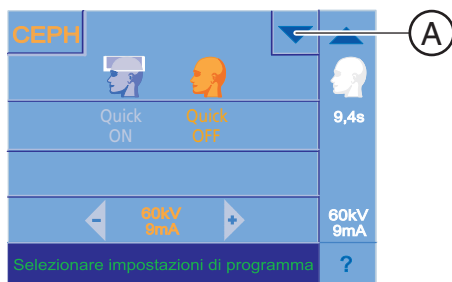 CEPH
A
Quick ON
Quick OFF
9,4s
- 60kV 9mA +
60kV 9mA
Selezionare impostazioni di programma
?